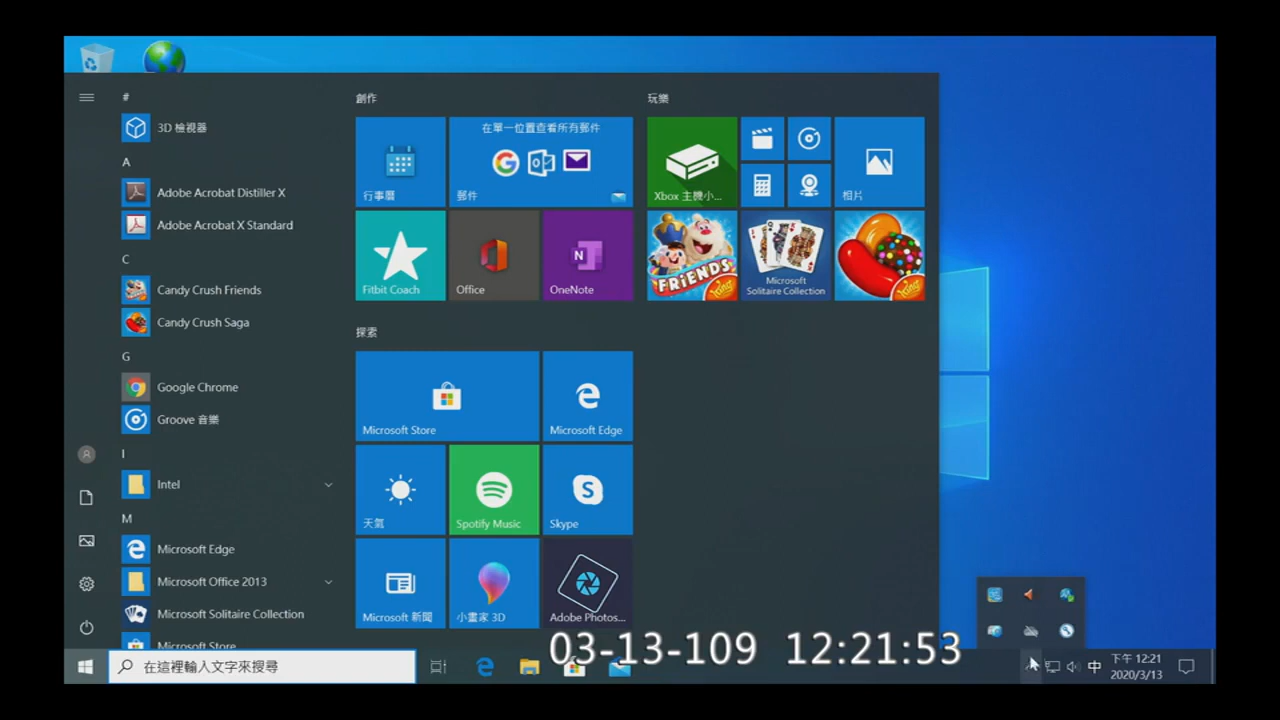 #
3D 檢視器
A
Adobe Acrobat Distiller X
Adobe Acrobat X Standard
C
Candy Crush Friends
Candy Crush Saga
G
Google Chrome
Groove 音樂
I
Intel
M
Microsoft Edge
Microsoft Office 2013
Microsoft Solitaire Collection
Microsoft Store
創作
行事曆
在單一位置查看所有郵件
郵件
Fitbit Coach
Office
OneNote
探索
Microsoft Store
Microsoft Edge
天氣
Spotify Music
Skype
Microsoft 新聞
小畫家 3D
Adobe Photos...
玩樂
Xbox 主機小...
相片
FRIENDS
King
Microsoft
Solitaire Collection
King
03-13-109 12:21:53
在這裡輸入文字來搜尋
中
下午 12:21
2020/3/13